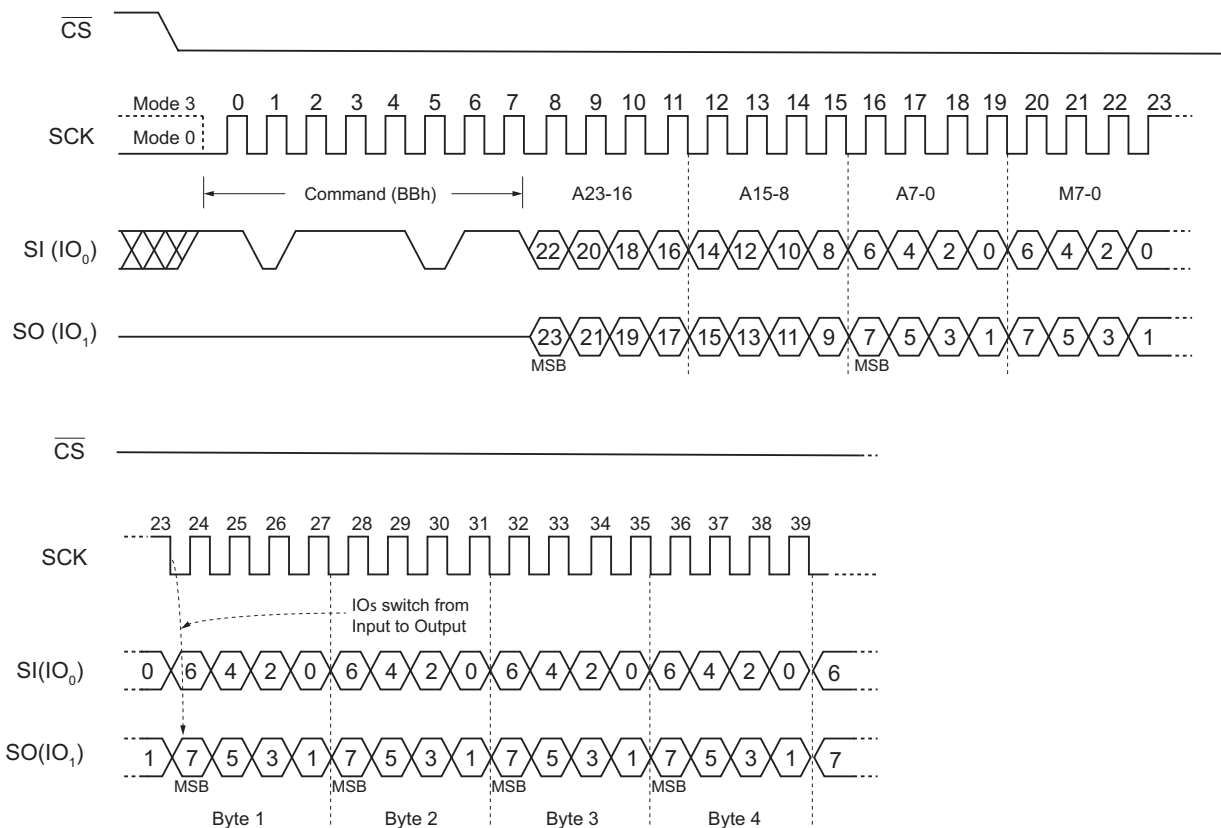 CS
Mode 3 0 1 2 3 4 5 6 7 8 9 10 11 12 13 14 15 16 17 18 19 20 21 22 23
SCK Mode 0
Command (BBh) A23-16 A15-8 A7-0 M7-0
SI (IO0) 22 20 18 16 14 12 10 8 6 4 2 0 6 4 2 0
SO (IO1) 23 21 19 17 15 13 11 9 7 5 3 1 7 5 3 1
MSB MSB
CS
23 24 25 26 27 28 29 30 31 32 33 34 35 36 37 38 39
SCK
IOs switch from
Input to Output
SI(IO0) 0 6 4 2 0 6 4 2 0 6 4 2 0 6 4 2 0 6
SO(IO1) 1 7 5 3 1 7 5 3 1 7 5 3 1 7 5 3 1 7
MSB MSB MSB MSB
Byte 1 Byte 2 Byte 3 Byte 4